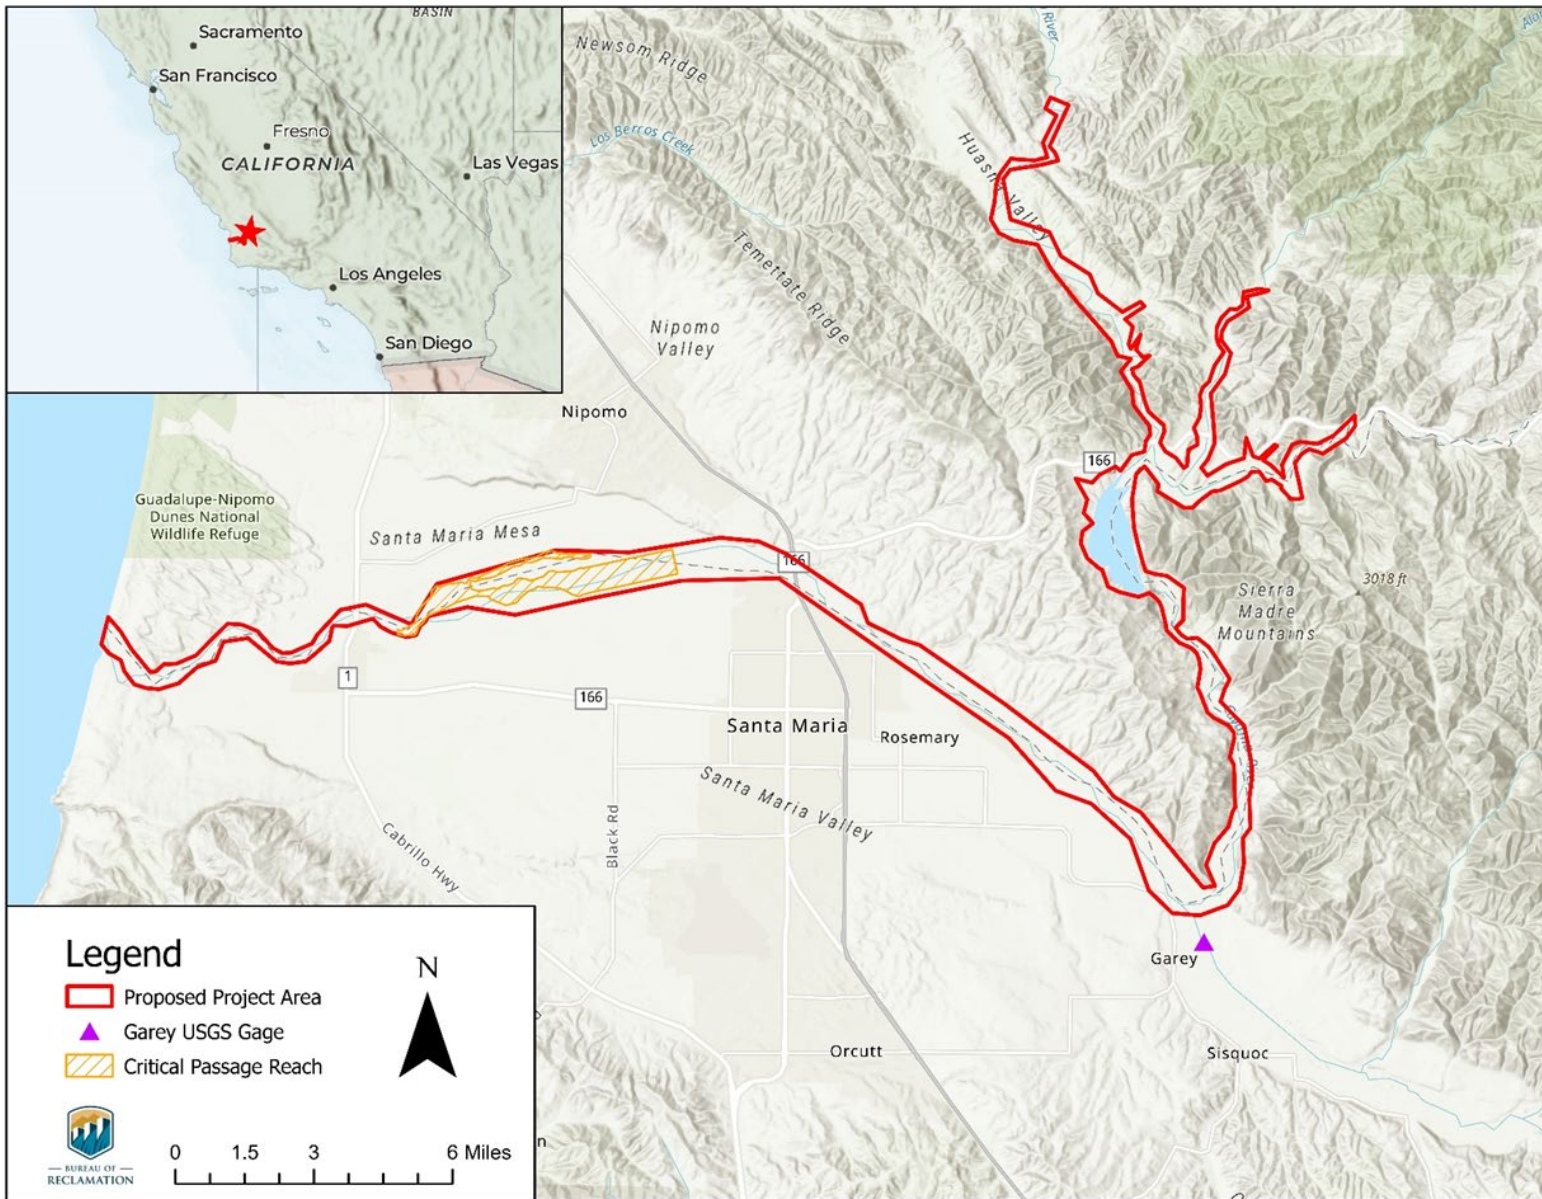 BASIN
Sacramento
San Francisco
Fresno
CALIFORNIA
Las Vegas
Los Angeles
San Diego
River
Newsom Ridge
Los Berros Creek
Huasna Valley
Temettate Ridge
Nipomo
Valley
Nipomo
166
Guadalupe-Nipomo
Dunes National
Wildlife Refuge
Santa Maria Mesa
166
3018 ft
Sierra
Madre
Mountains
1
166
Santa Maria
Rosemary
Santa Maria Valley
Black Rd
Cabrillo Hwy
Garey
Orcutt
Sisquoc
Legend
Proposed Project Area
Garey USGS Gage
Critical Passage Reach
N
BUREAU OF
RECLAMATION
0 1.5 3 6 Miles